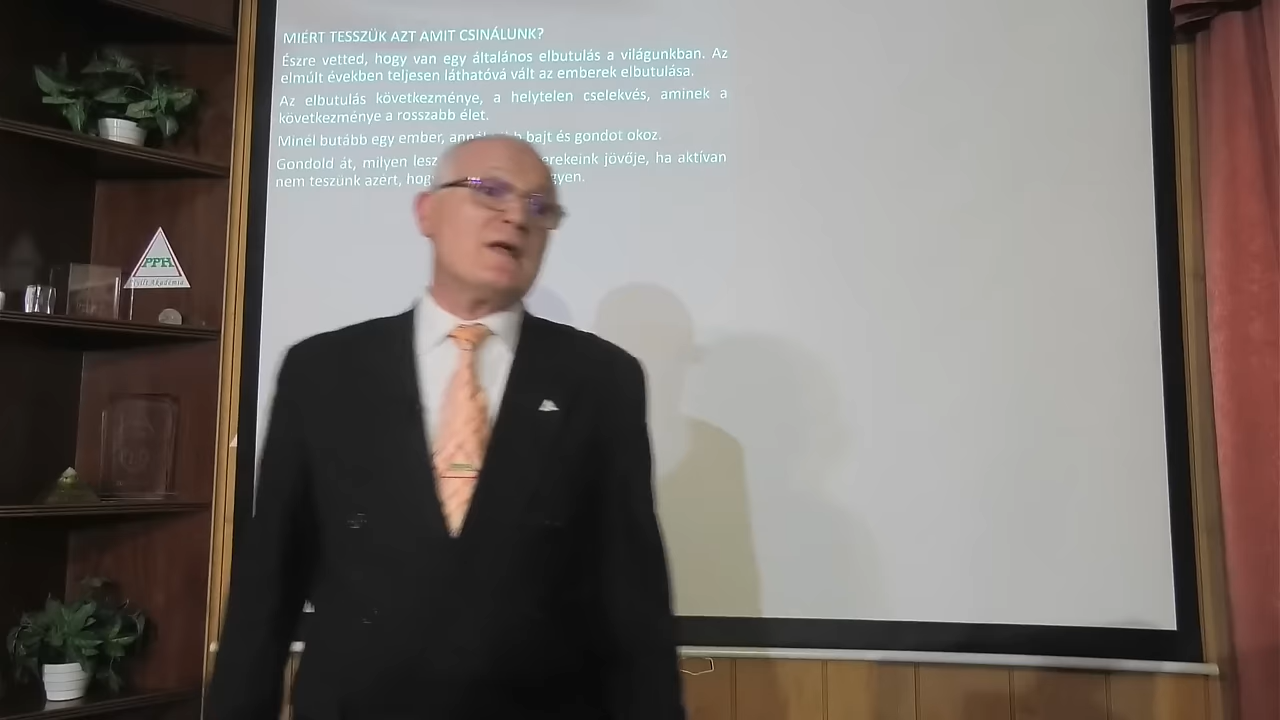 MIÉRT TESSZÜK AZT AMIT CSINÁLUNK?
Észre vetted, hogy van egy általános elbutulás a világunkban. Az
elmúlt években teljesen láthatóvá vált az emberek elbutulása.
Az elbutulás következménye, a helytelen cselekvés, aminek a
következménye a rosszabb élet.
Minél butább egy ember, bajt és gondot okoz.
Gondold át, milyen lesz jövője, ha aktívan
nem teszünk azért,
PPH
Nyílt Akadémia